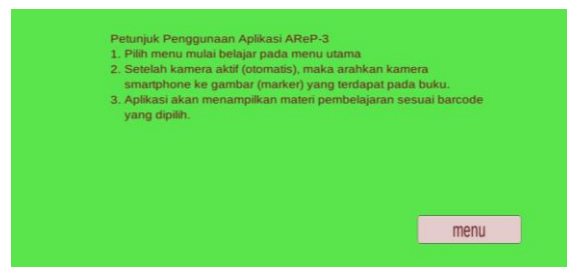 Petunjuk Penggunaan Aplikasi AReP-3
1. Pilih menu mulai belajar pada menu utama
2. Setelah kamera aktif (otomatis), maka arahkan kamera
smartphone ke gambar (marker) yang terdapat pada buku.
3. Aplikasi akan menampilkan materi pembelajaran sesuai barcode
yang dipilih.
menu